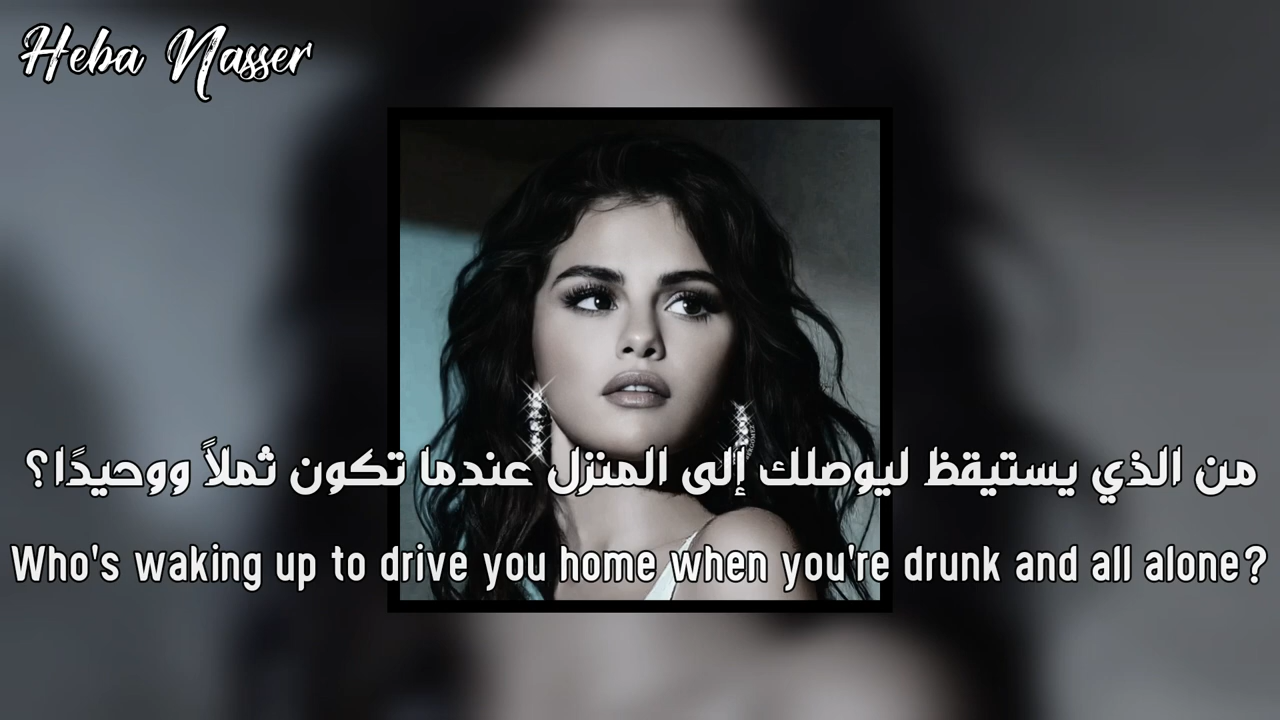 Heba Nasser
من الذي يستيقظ ليوصلك إلى المنزل عندما تكون ثملاً ووحيدًا؟
Who's waking up to drive you home when you're drunk and all alone?